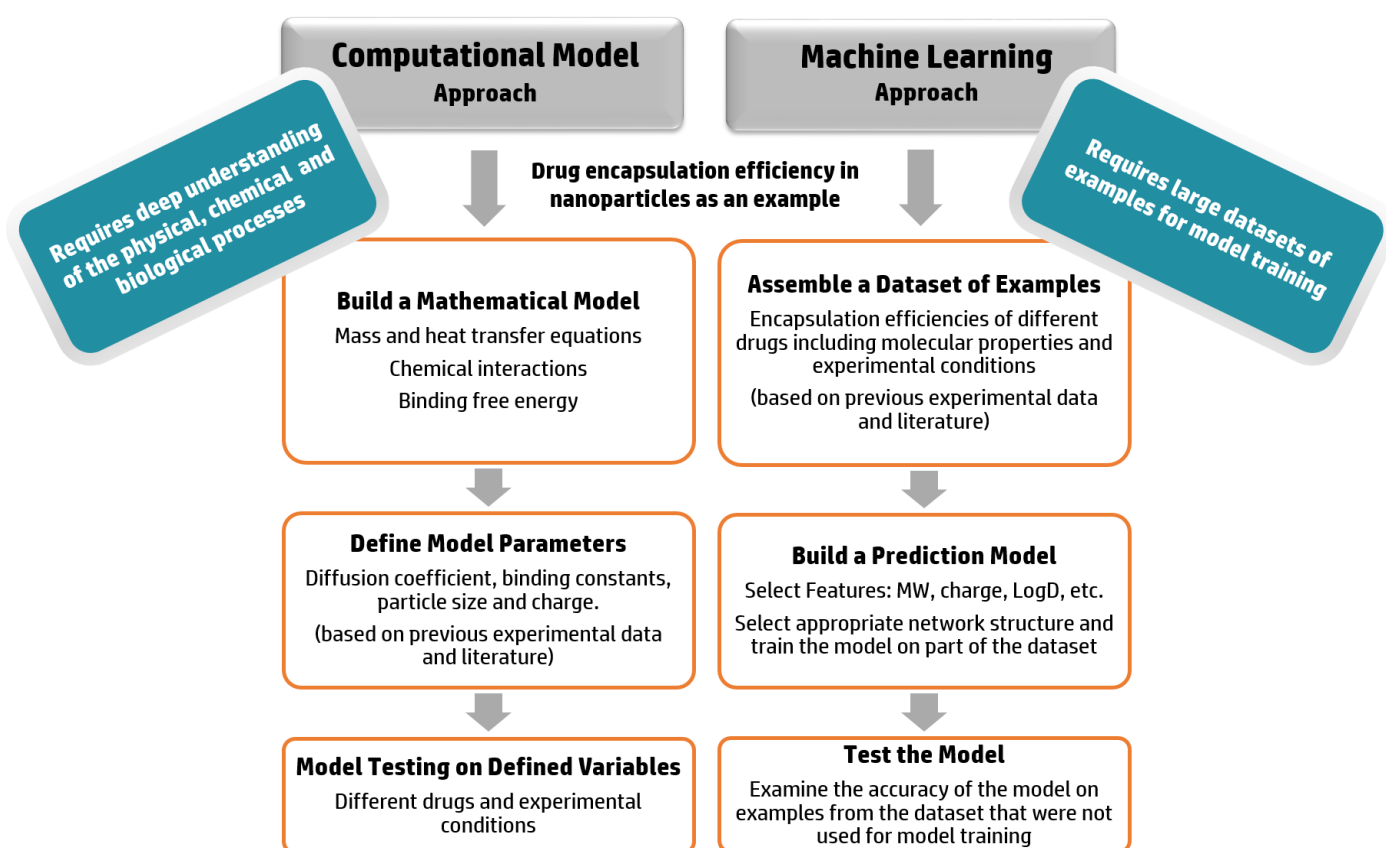 Computational Model
Approach
Machine Learning
Approach
Requires deep understanding
of the physical, chemical and
biological processes
Drug encapsulation efficiency in
nanoparticles as an example
Requires large datasets of
examples for model training
Build a Mathematical Model
Mass and heat transfer equations
Chemical interactions
Binding free energy
Assemble a Dataset of Examples
Encapsulation efficiencies of different
drugs including molecular properties and
experimental conditions
(based on previous experimental data
and literature)
Define Model Parameters
Diffusion coefficient, binding constants,
particle size and charge.
(based on previous experimental data
and literature)
Build a Prediction Model
Select Features: MW, charge, LogD, etc.
Select appropriate network structure and
train the model on part of the dataset
Model Testing on Defined Variables
Different drugs and experimental
conditions
Test the Model
Examine the accuracy of the model on
examples from the dataset that were not
used for model training